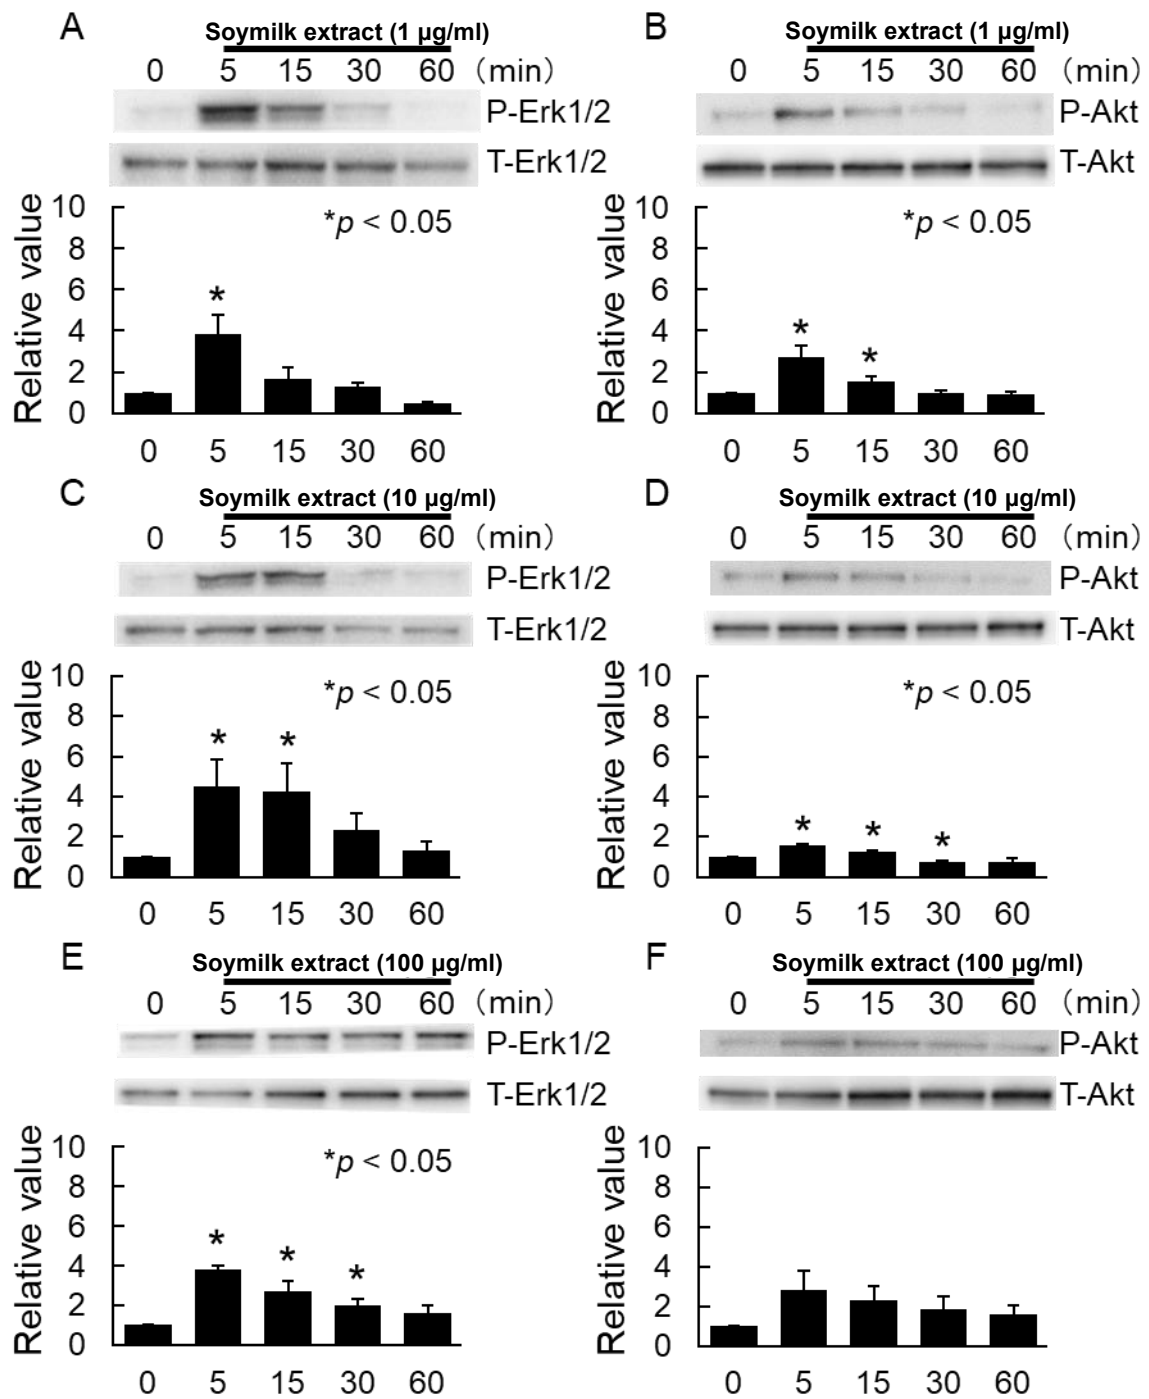 A
Soymilk extract (1 µg/ml)
0 5 15 30 60 (min)
P-Erk1/2
T-Erk1/2
Relative value
10
8
6
4
2
0
*p < 0.05
*
0 5 15 30 60
B
Soymilk extract (1 µg/ml)
0 5 15 30 60 (min)
P-Akt
T-Akt
Relative value
10
8
6
4
2
0
*p < 0.05
* *
0 5 15 30 60
C
Soymilk extract (10 µg/ml)
0 5 15 30 60 (min)
P-Erk1/2
T-Erk1/2
Relative value
10
8
6
4
2
0
*p < 0.05
* *
0 5 15 30 60
D
Soymilk extract (10 µg/ml)
0 5 15 30 60 (min)
P-Akt
T-Akt
Relative value
10
8
6
4
2
0
*p < 0.05
* * *
0 5 15 30 60
E
Soymilk extract (100 µg/ml)
0 5 15 30 60 (min)
P-Erk1/2
T-Erk1/2
Relative value
10
8
6
4
2
0
*p < 0.05
* * *
0 5 15 30 60
F
Soymilk extract (100 µg/ml)
0 5 15 30 60 (min)
P-Akt
T-Akt
Relative value
10
8
6
4
2
0
0 5 15 30 60